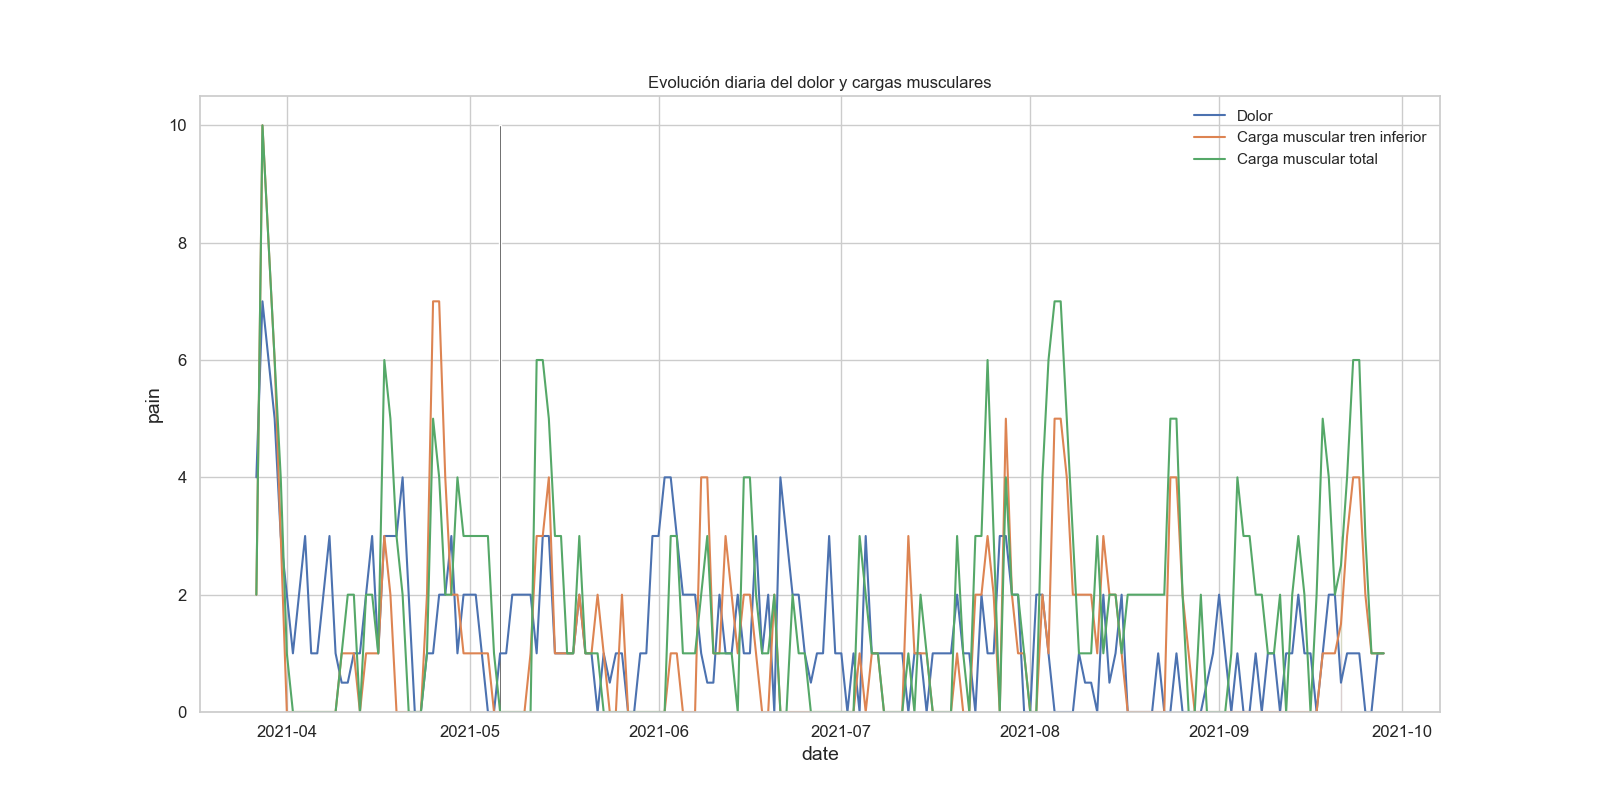 Evolución diaria del dolor y cargas musculares
Dolor
Carga muscular tren inferior
Carga muscular total
10
8
6
4
2
0
pain
2021-04
2021-05
2021-06
2021-07
2021-08
2021-09
2021-10
date